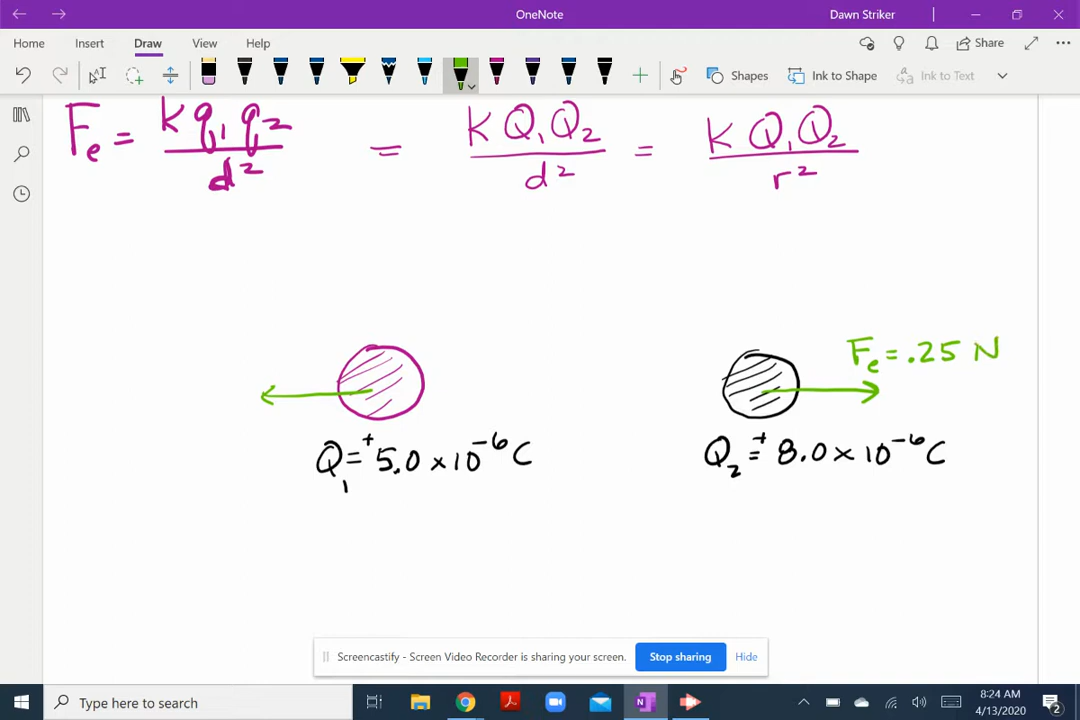 OneNote
Dawn Striker
Home Insert Draw View Help
Share
Shapes
Ink to Shape
Ink to Text
Fe = kq₁q₂/d² = KQ₁Q₂/d² = KQ₁Q₂/r²
Fe = .25 N
Q₁ = ⁺5.0 × 10⁻⁶ C
Q₂ = ⁺8.0 × 10⁻⁶ C
Screencastify - Screen Video Recorder is sharing your screen.
Stop sharing
Hide
Type here to search
8:24 AM
4/13/2020
2